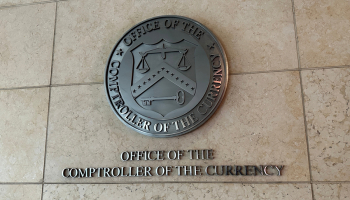 OFFICE OF THE
COMPTROLLER OF THE CURRENCY
OFFICE OF THE
COMPTROLLER OF THE CURRENCY